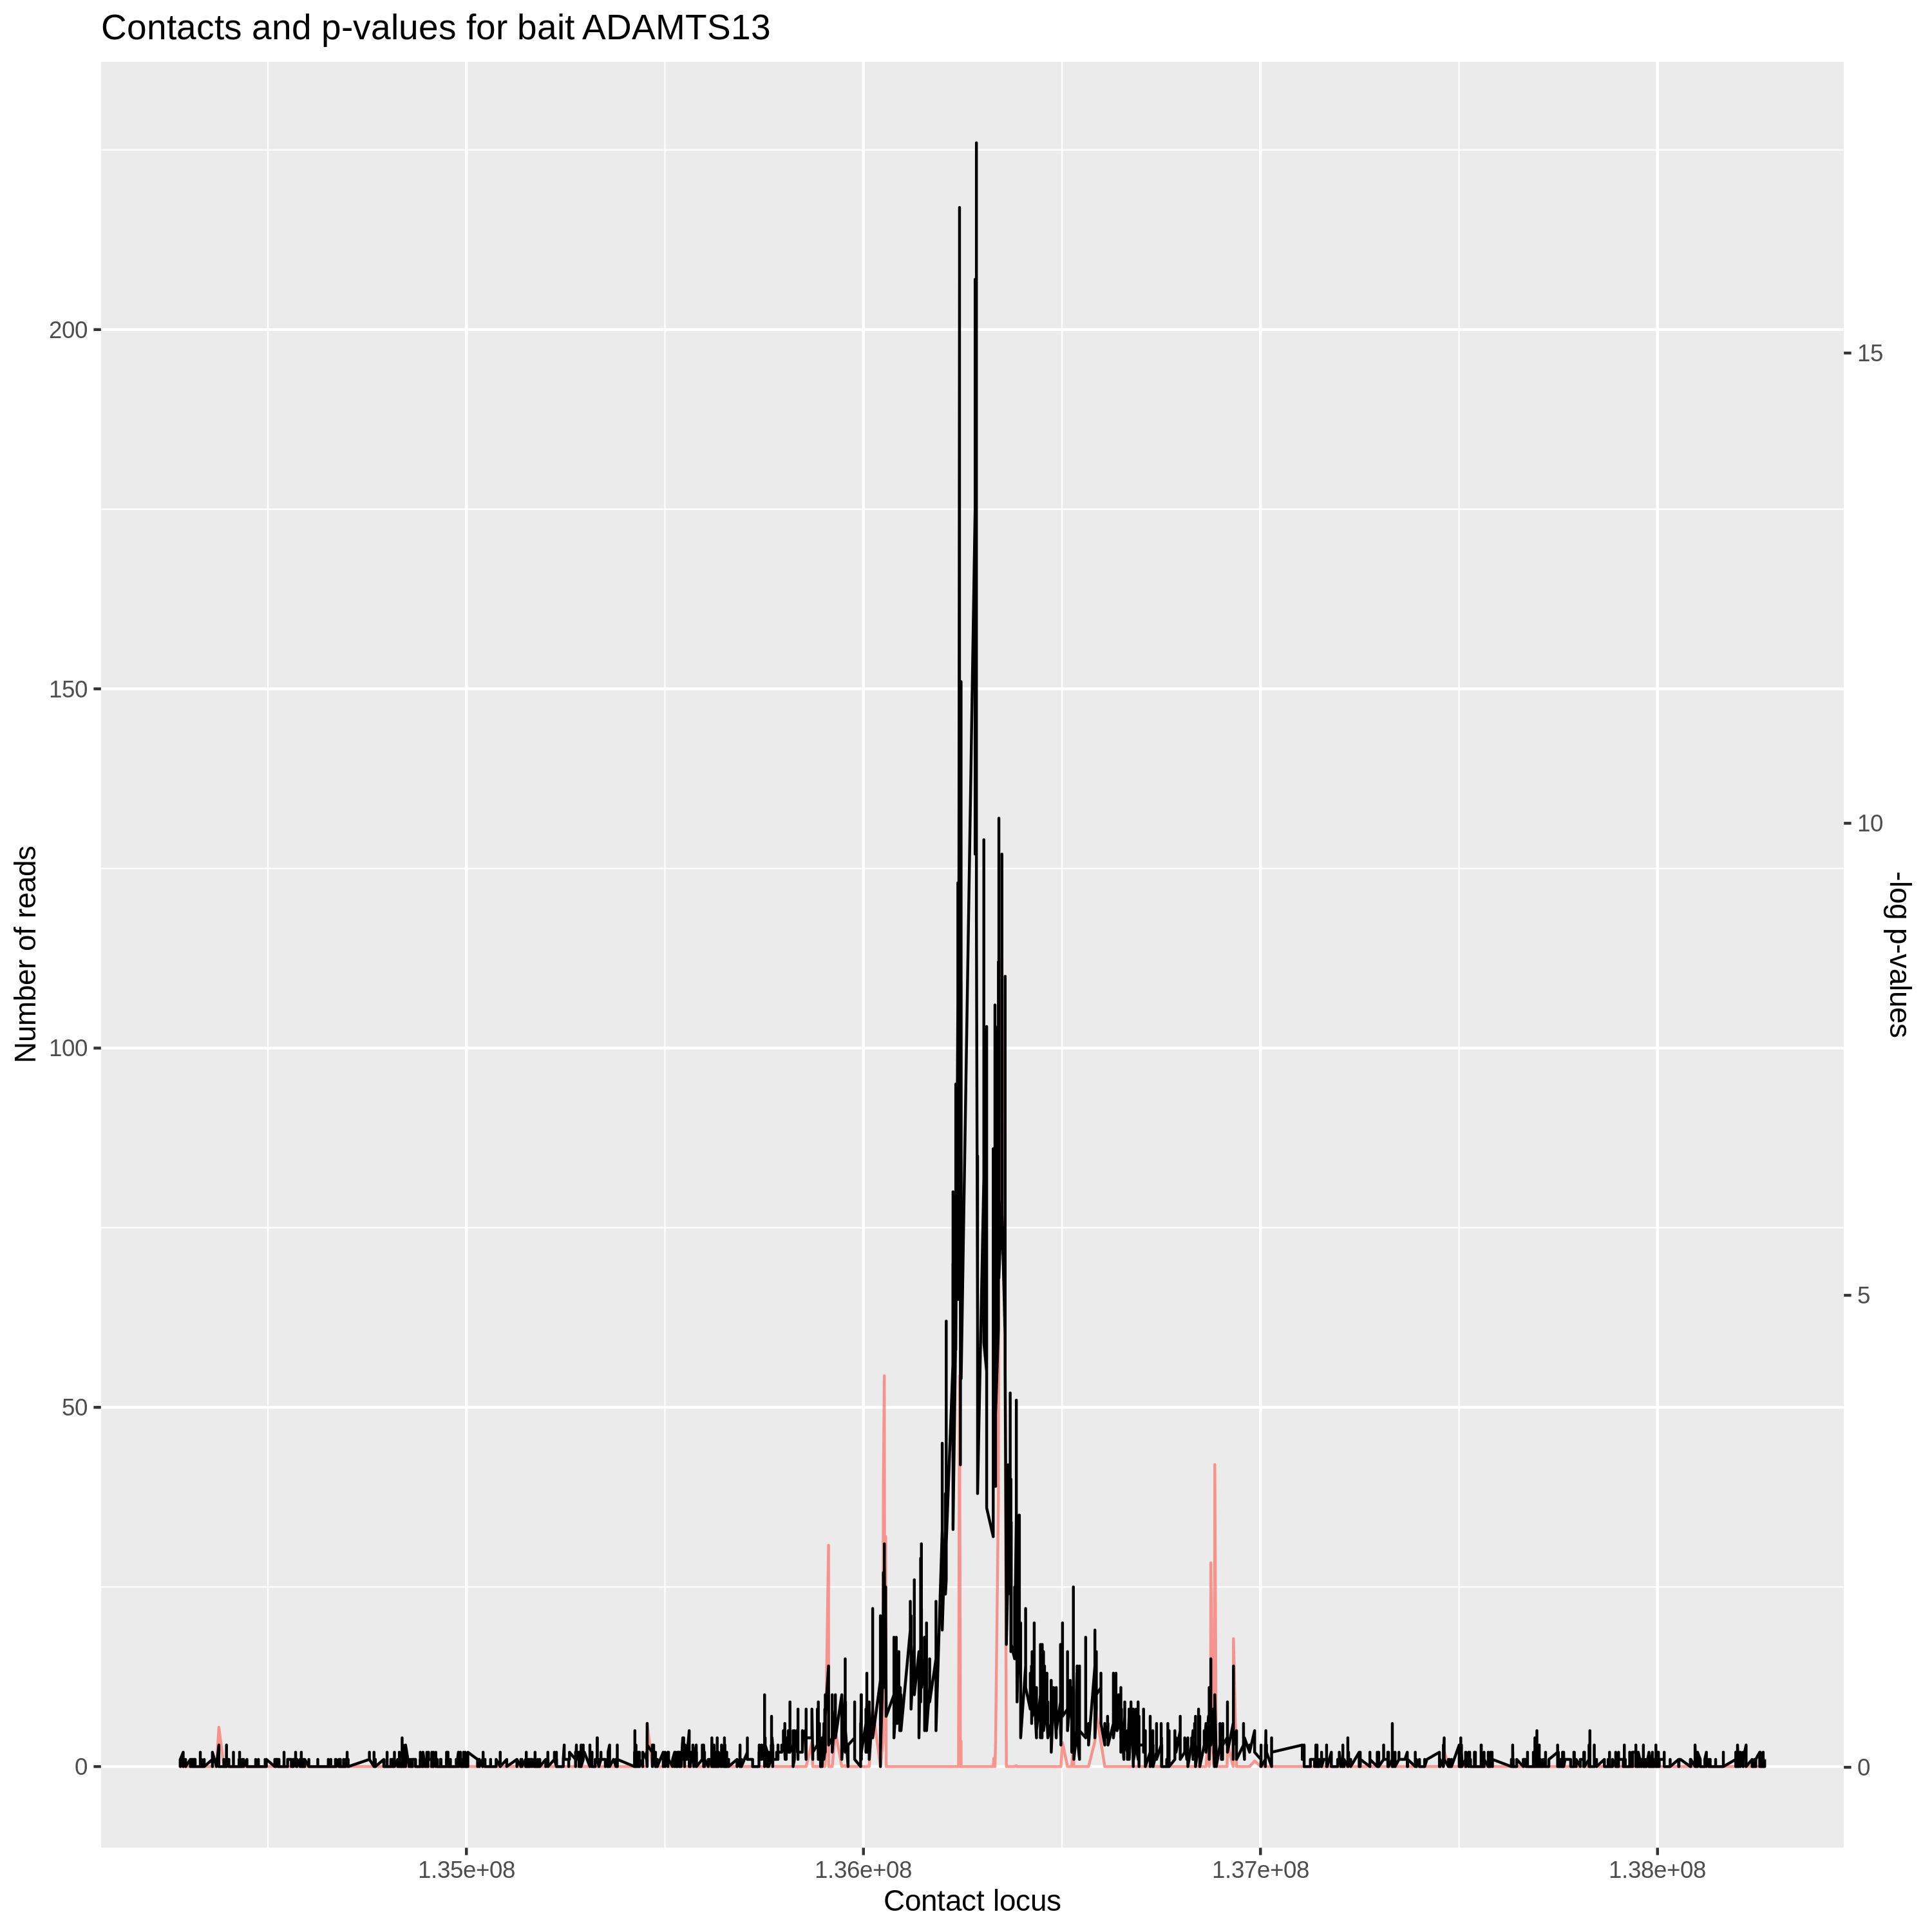 Contacts and p-values for bait ADAMTS13
Number of reads
200
150
100
50
0
15
10
5
0
-log p-values
1.35e+08
1.36e+08
1.37e+08
1.38e+08
Contact locus